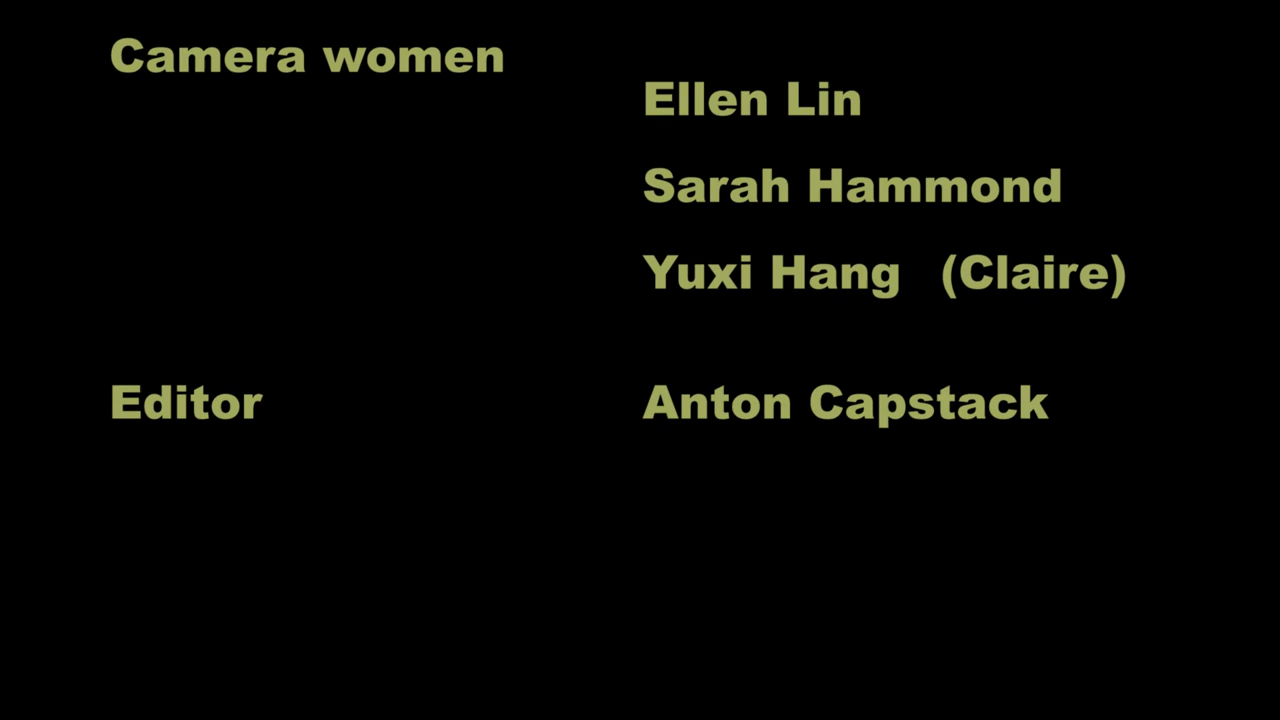 Camera women
Ellen Lin
Sarah Hammond
Yuxi Hang (Claire)
Editor Anton Capstack